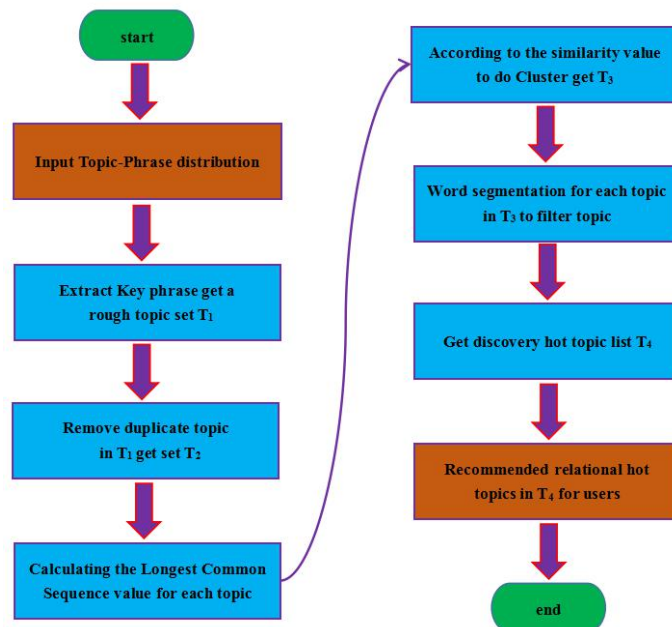 start
Input Topic-Phrase distribution
Extract Key phrase get a
rough topic set T₁
Remove duplicate topic
in T₁ get set T₂
Calculating the Longest Common
Sequence value for each topic
According to the similarity value
to do Cluster get T₃
Word segmentation for each topic
in T₃ to filter topic
Get discovery hot topic list T₄
Recommended relational hot
topics in T₄ for users
end